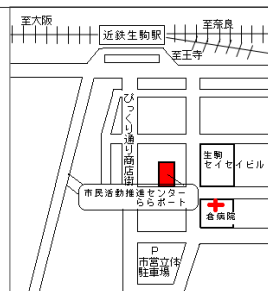 至大阪
近鉄生駒駅
至奈良
至王寺
びっくり通り商店街
生駒
セイセイビル
市民活動推進センター
ららポート
倉病院
P
市営立体
駐車場